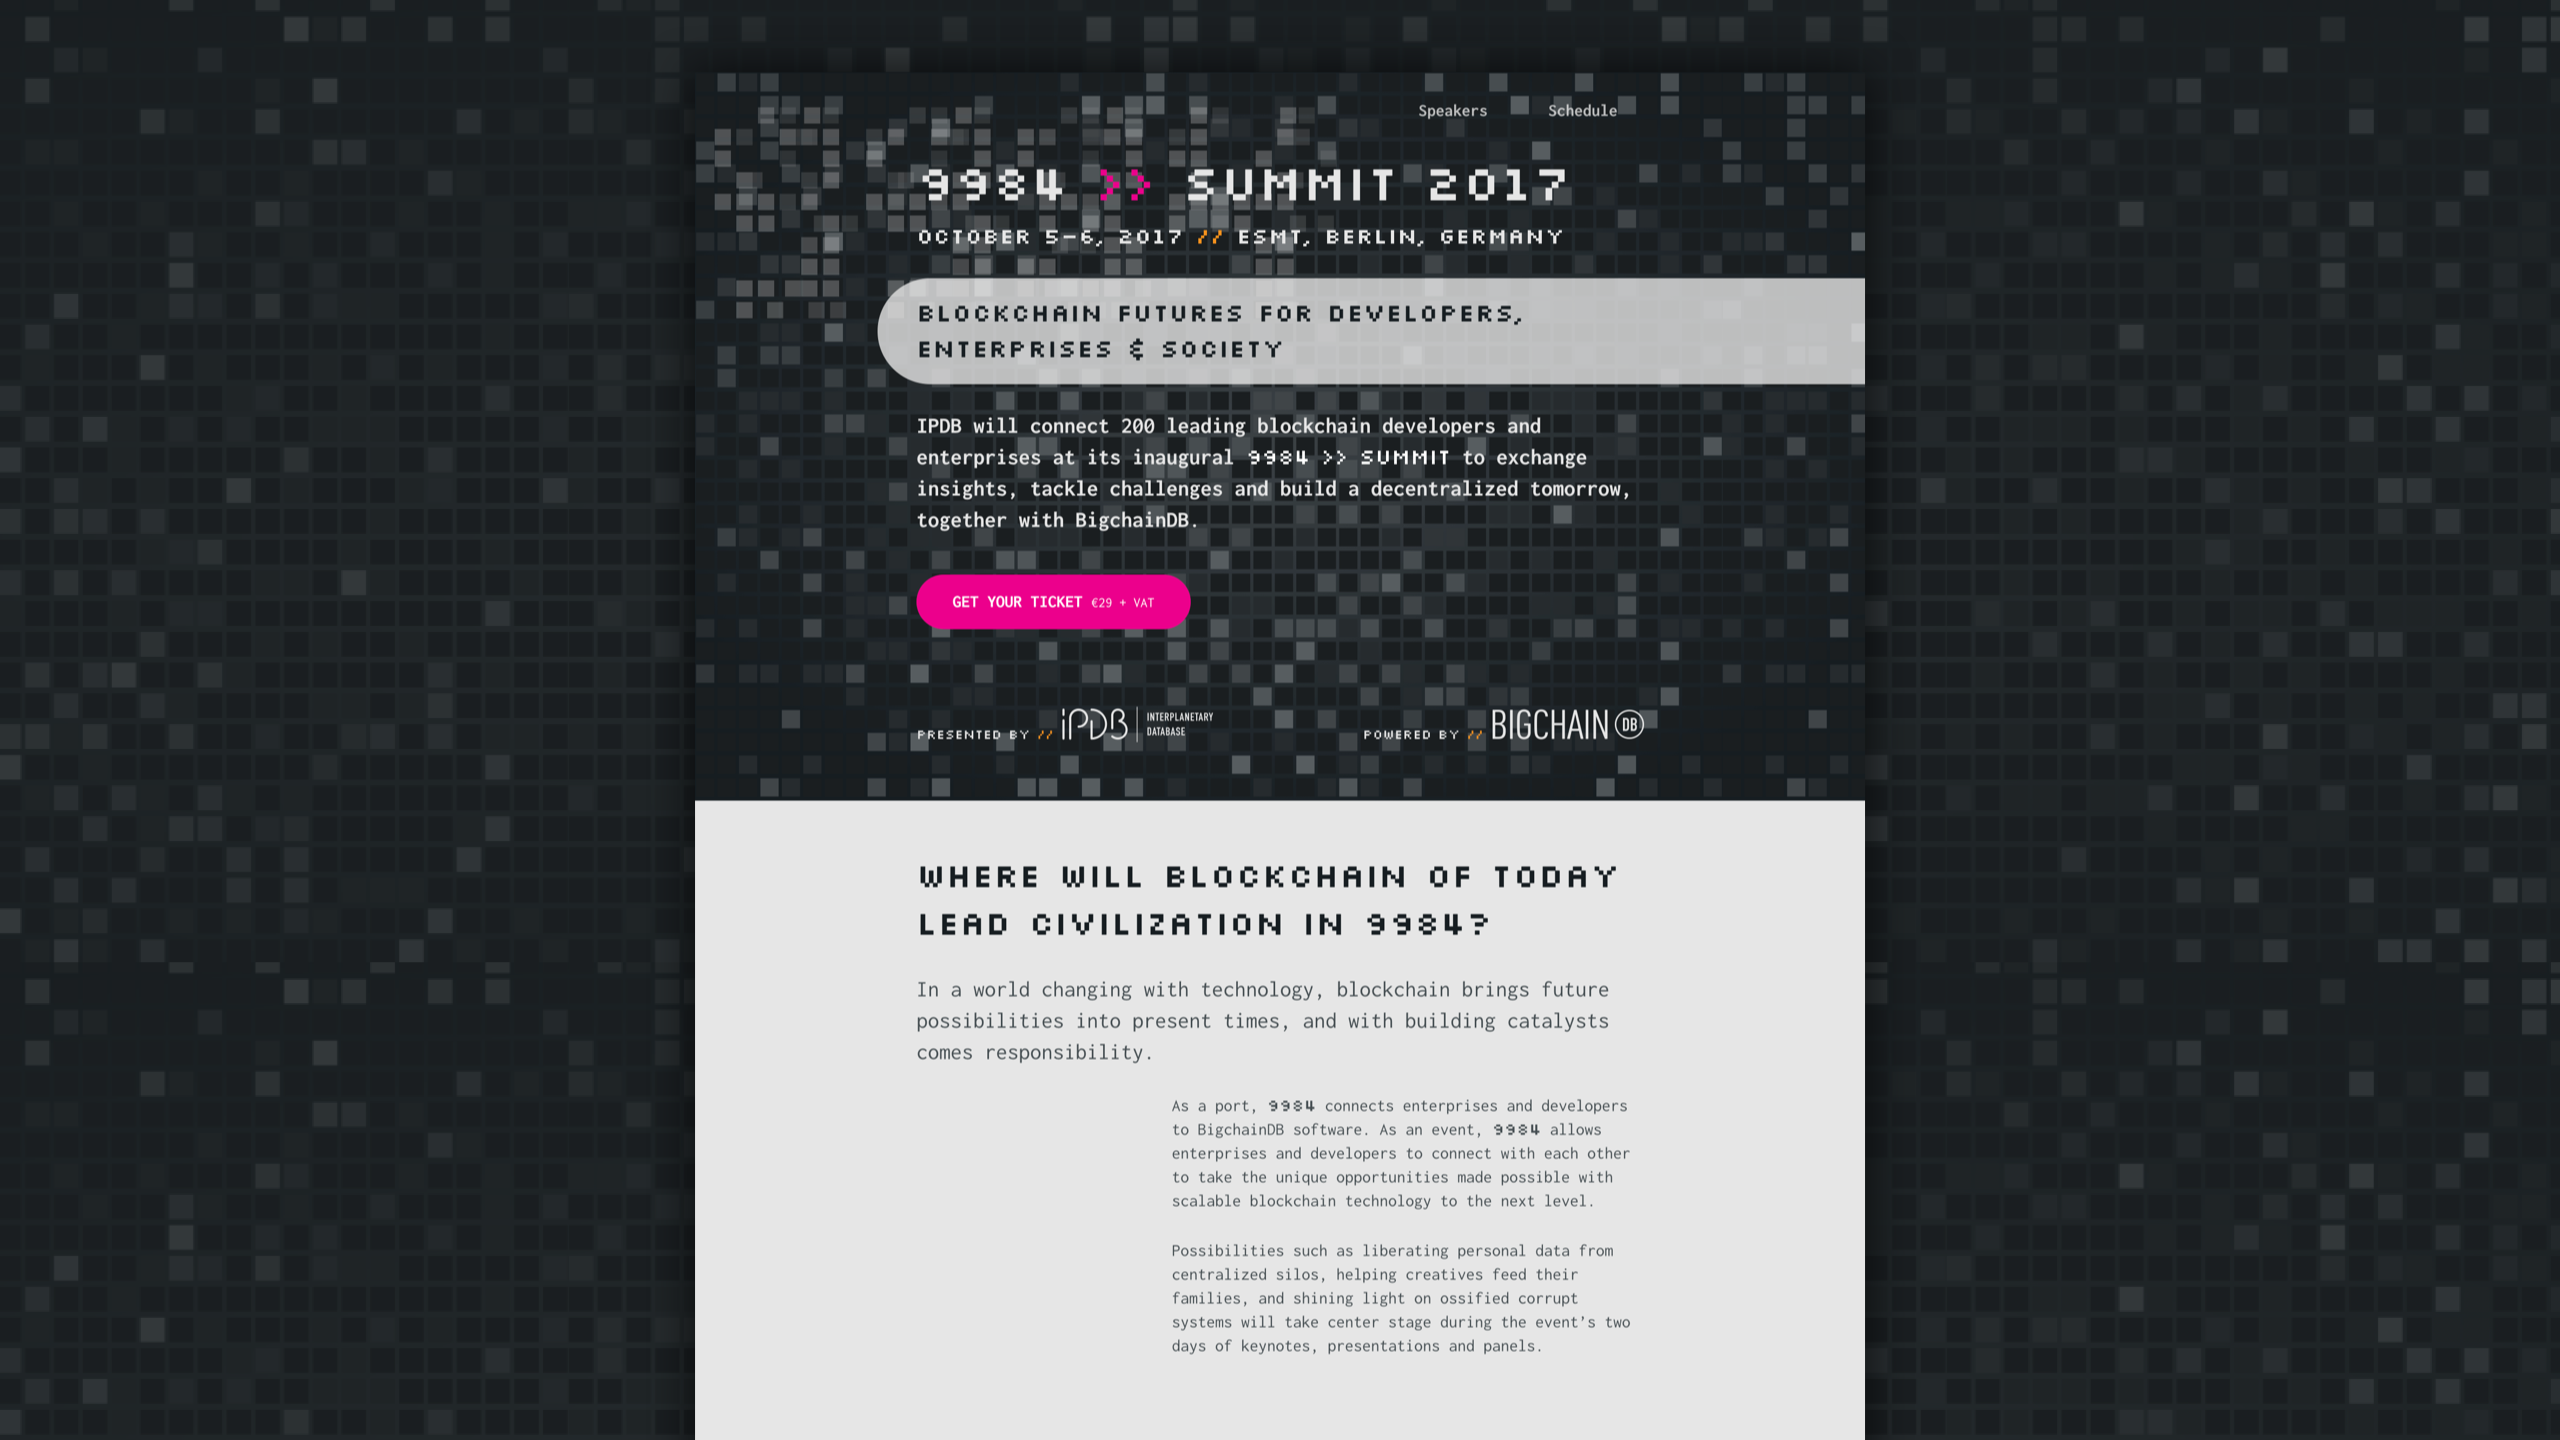 Speakers Schedule
9984 >> SUMMIT 2017
OCTOBER 5-6, 2017 // ESMT, BERLIN, GERMANY
BLOCKCHAIN FUTURES FOR DEVELOPERS,
ENTERPRISES & SOCIETY
IPDB will connect 200 leading blockchain developers and
enterprises at its inaugural 9984 >> SUMMIT to exchange
insights, tackle challenges and build a decentralized tomorrow,
together with BigchainDB.
GET YOUR TICKET €29 + VAT
PRESENTED BY // iPDB INTERPLANETARY DATABASE
POWERED BY // BIGCHAIN DB
WHERE WILL BLOCKCHAIN OF TODAY
LEAD CIVILIZATION IN 9984?
In a world changing with technology, blockchain brings future
possibilities into present times, and with building catalysts
comes responsibility.
As a port, 9984 connects enterprises and developers
to BigchainDB software. As an event, 9984 allows
enterprises and developers to connect with each other
to take the unique opportunities made possible with
scalable blockchain technology to the next level.
Possibilities such as liberating personal data from
centralized silos, helping creatives feed their
families, and shining light on ossified corrupt
systems will take center stage during the event’s two
days of keynotes, presentations and panels.